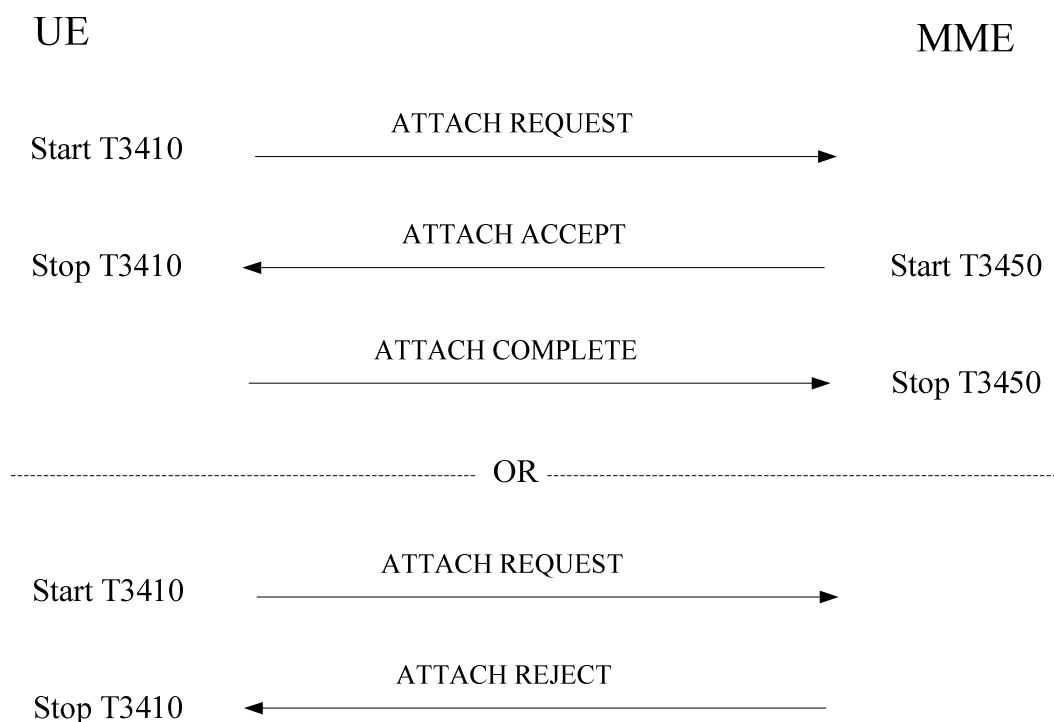 UE
MME
ATTACH REQUEST
Start T3410
ATTACH ACCEPT
Stop T3410
Start T3450
ATTACH COMPLETE
Stop T3450
OR
ATTACH REQUEST
Start T3410
ATTACH REJECT
Stop T3410